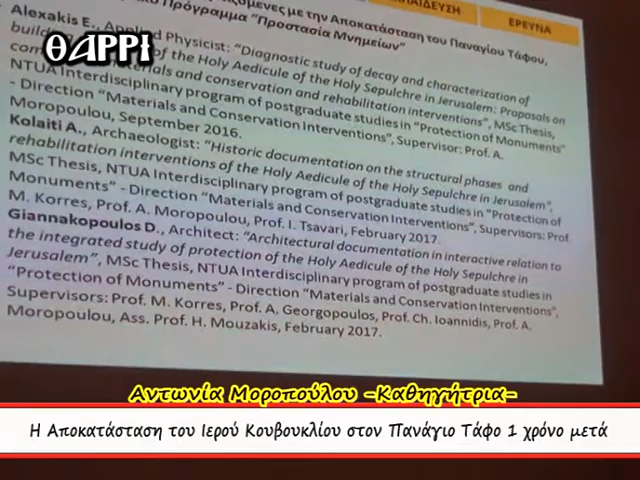 ΕΚΠΑΙΔΕΥΣΗ
ΕΡΕΥΝΑ
με την Αποκατάσταση του Παναγίου Τάφου,
Πρόγραμμα “Προστασία Μνημείων”
Alexakis E., Applied Physicist: “Diagnostic study of decay and characterization of
of the Holy Aedicule of the Holy Sepulchre in Jerusalem: Proposals on
materials and conservation and rehabilitation interventions”, MSc Thesis,
NTUA Interdisciplinary program of postgraduate studies in “Protection of Monuments”
- Direction “Materials and Conservation Interventions”, Supervisor: Prof. A.
Moropoulou, September 2016.
Kolaiti A., Archaeologist: “Historic documentation on the structural phases and
rehabilitation interventions of the Holy Aedicule of the Holy Sepulchre in Jerusalem”,
MSc Thesis, NTUA Interdisciplinary program of postgraduate studies in “Protection of
Monuments” - Direction “Materials and Conservation Interventions”, Supervisors: Prof.
M. Korres, Prof. A. Moropoulou, Prof. I. Tsavari, February 2017.
Giannakopoulos D., Architect: “Architectural documentation in interactive relation to
the integrated study of protection of the Holy Aedicule of the Holy Sepulchre in
Jerusalem”, MSc Thesis, NTUA Interdisciplinary program of postgraduate studies in
“Protection of Monuments” - Direction “Materials and Conservation Interventions”,
Supervisors: Prof. M. Korres, Prof. A. Georgopoulos, Prof. Ch. Ioannidis, Prof. A.
Moropoulou, Ass. Prof. H. Mouzakis, February 2017.
ΘΑΡΡΙ
Αντωνία Μοροπούλου -Καθηγήτρια-
Η Αποκατάσταση του Ιερού Κουβουκλίου στον Πανάγιο Τάφο 1 χρόνο μετά